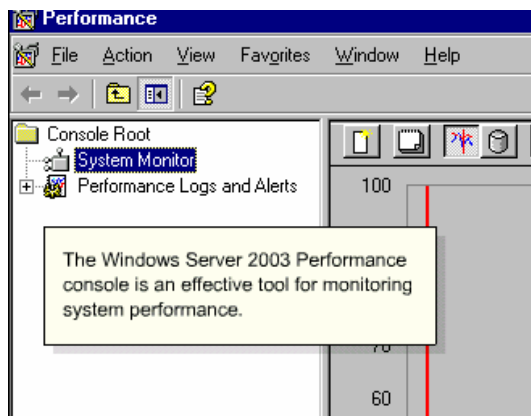 Performance
File Action View Favorites Window Help
Console Root
System Monitor
Performance Logs and Alerts
100
The Windows Server 2003 Performance
console is an effective tool for monitoring
system performance.
70
60